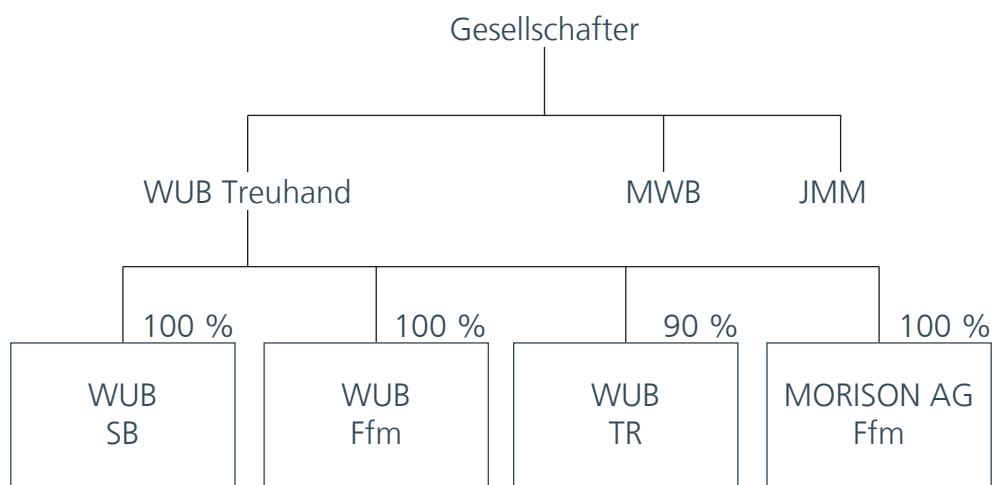 Gesellschafter
WUB Treuhand
MWB
JMM
100 %
100 %
90 %
100 %
WUB
SB
WUB
Ffm
WUB
TR
MORISON AG
Ffm